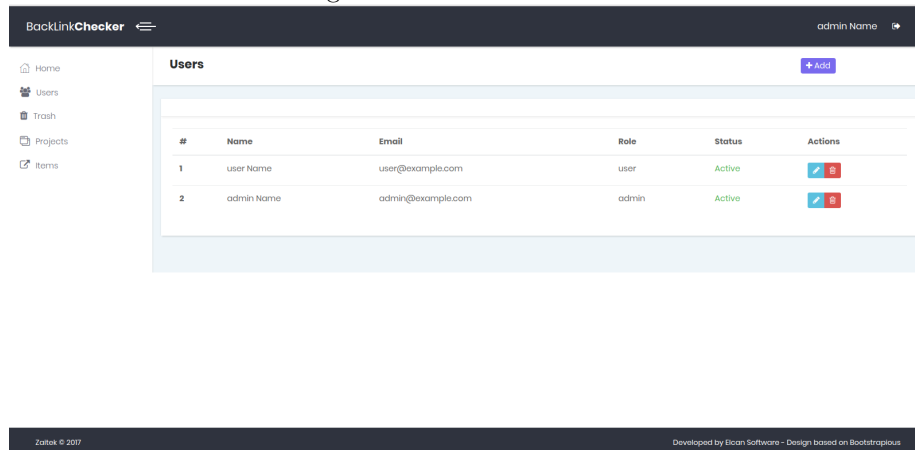 BackLinkChecker admin Name
Home
Users
Trash
Projects
Items
Users + Add
# Name Email Role Status Actions
1 user Name user@example.com user Active
2 admin Name admin@example.com admin Active
Zaitek © 2017 Developed by Elcan Software - Design based on Bootstrapious